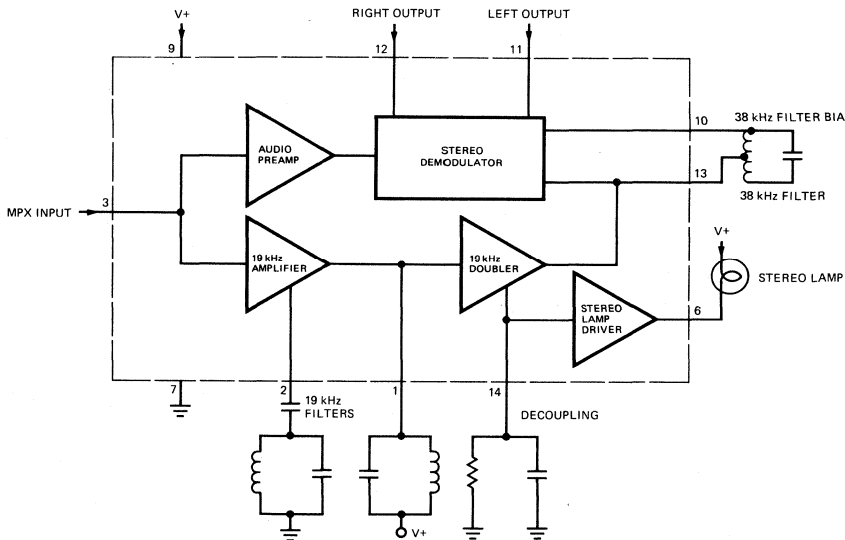 V+
RIGHT OUTPUT
LEFT OUTPUT
9
12
11
10
38 kHz FILTER BIA
AUDIO
PREAMP
STEREO
DEMODULATOR
13
38 kHz FILTER
3
MPX INPUT
19 kHz
AMPLIFIER
19 kHz
DOUBLER
V+
STEREO LAMP
STEREO
LAMP
DRIVER
6
7
2
1
14
19 kHz
FILTERS
DECOUPLING
V+